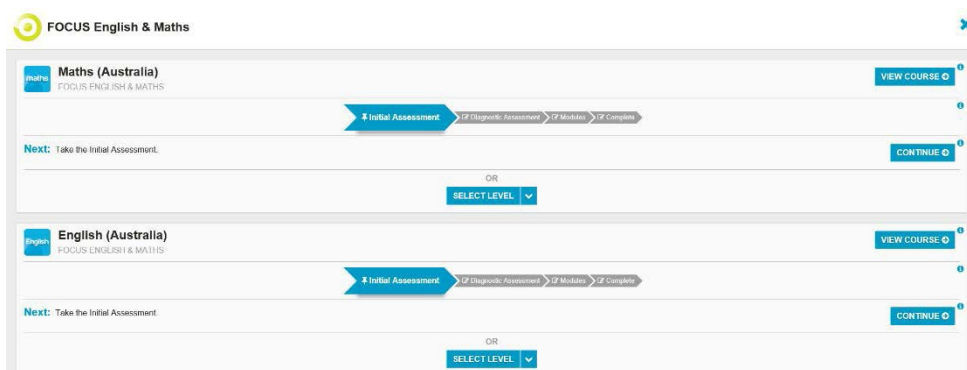 FOCUS English & Maths
Maths
Maths (Australia)
FOCUS ENGLISH & MATHS
VIEW COURSE
Initial Assessment Diagnostic Assessment Modules Complete
Next: Take the Initial Assessment.
CONTINUE
OR
SELECT LEVEL
English
English (Australia)
FOCUS ENGLISH & MATHS
VIEW COURSE
Initial Assessment Diagnostic Assessment Modules Complete
Next: Take the Initial Assessment.
CONTINUE
OR
SELECT LEVEL